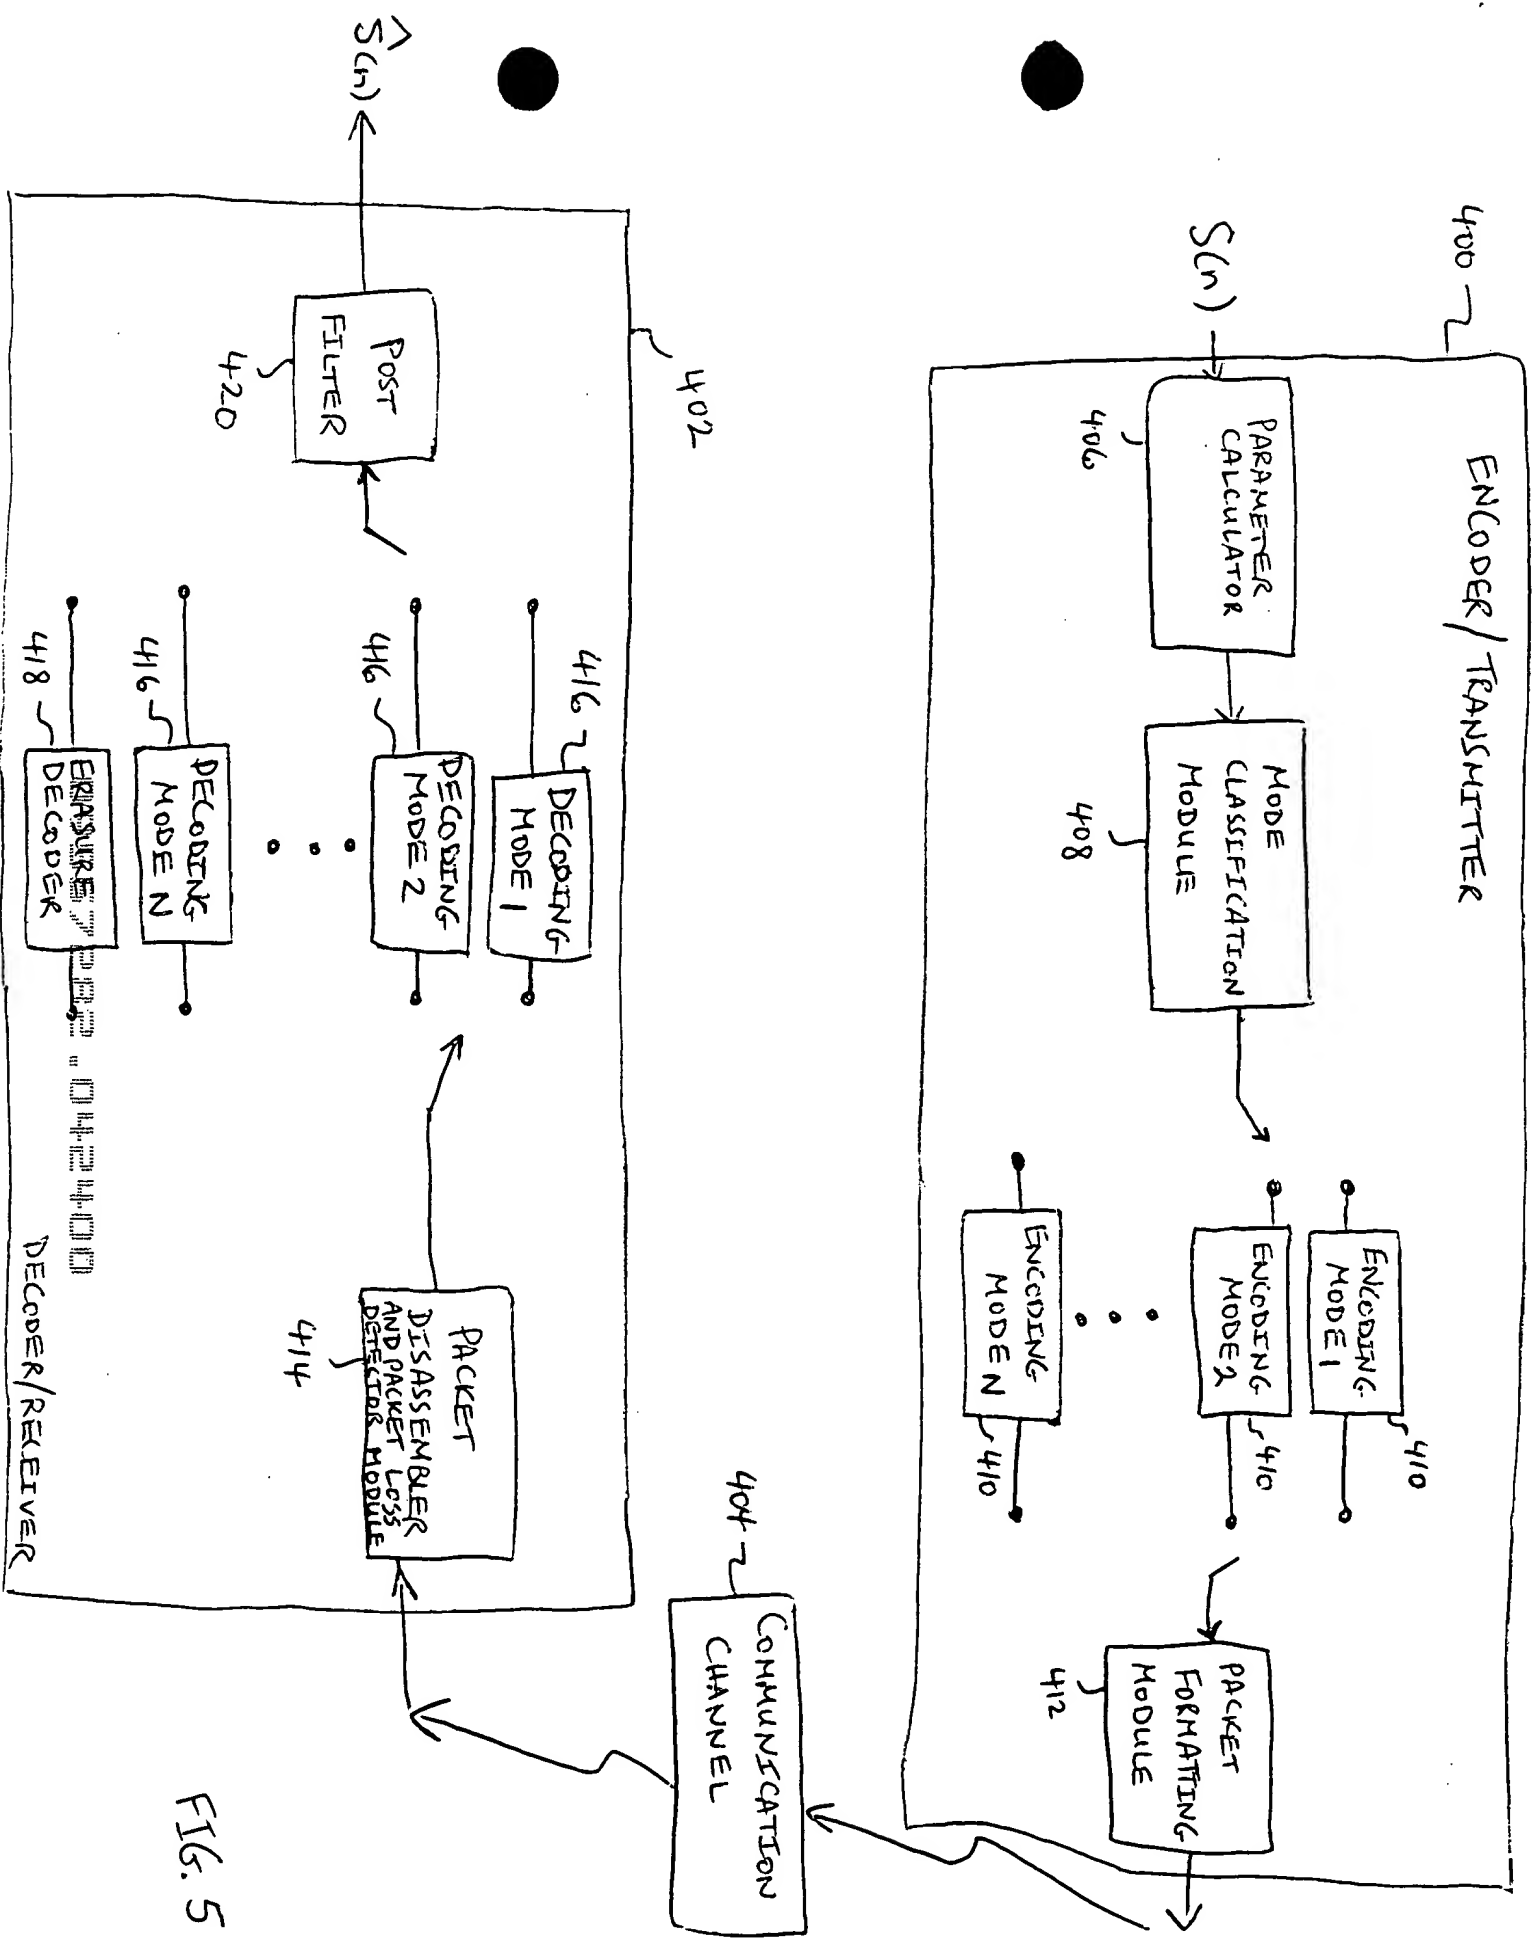 400
ENCODER/TRANSMITTER
S(n)
PARAMETER
CALCULATOR
406
MODE
CLASSIFICATION
MODULE
408
ENCODING
MODE 1
410
ENCODING
MODE 2
410
ENCODING
MODE N
410
PACKET
FORMATTING
MODULE
412
COMMUNICATION
CHANNEL
404
402
Ŝ(n)
POST
FILTER
420
416
DECODING
MODE 1
416
DECODING
MODE 2
416
DECODING
MODE N
418
ERASURE
DECODER
PACKET
DISASSEMBLER
AND PACKET LOSS
DETECTOR MODULE
414
DECODER/RECEIVER
FIG. 5